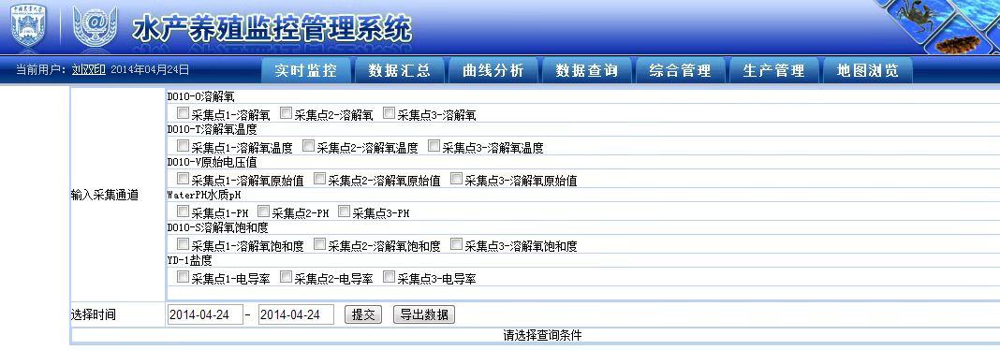 中国农业大学
水产养殖监控管理系统
当前用户：刘双印 2014年04月24日
实时监控 数据汇总 曲线分析 数据查询 综合管理 生产管理 地图浏览
DO10-O溶解氧
采集点1-溶解氧 采集点2-溶解氧 采集点3-溶解氧
DO10-T溶解氧温度
采集点1-溶解氧温度 采集点2-溶解氧温度 采集点3-溶解氧温度
DO10-V原始电压值
采集点1-溶解氧原始值 采集点2-溶解氧原始值 采集点3-溶解氧原始值
输入采集通道
WaterPH水质pH
采集点1-PH 采集点2-PH 采集点3-PH
DO10-S溶解氧饱和度
采集点1-溶解氧饱和度 采集点2-溶解氧饱和度 采集点3-溶解氧饱和度
YD-1盐度
采集点1-电导率 采集点2-电导率 采集点3-电导率
选择时间 2014-04-24 - 2014-04-24 提交 导出数据
请选择查询条件